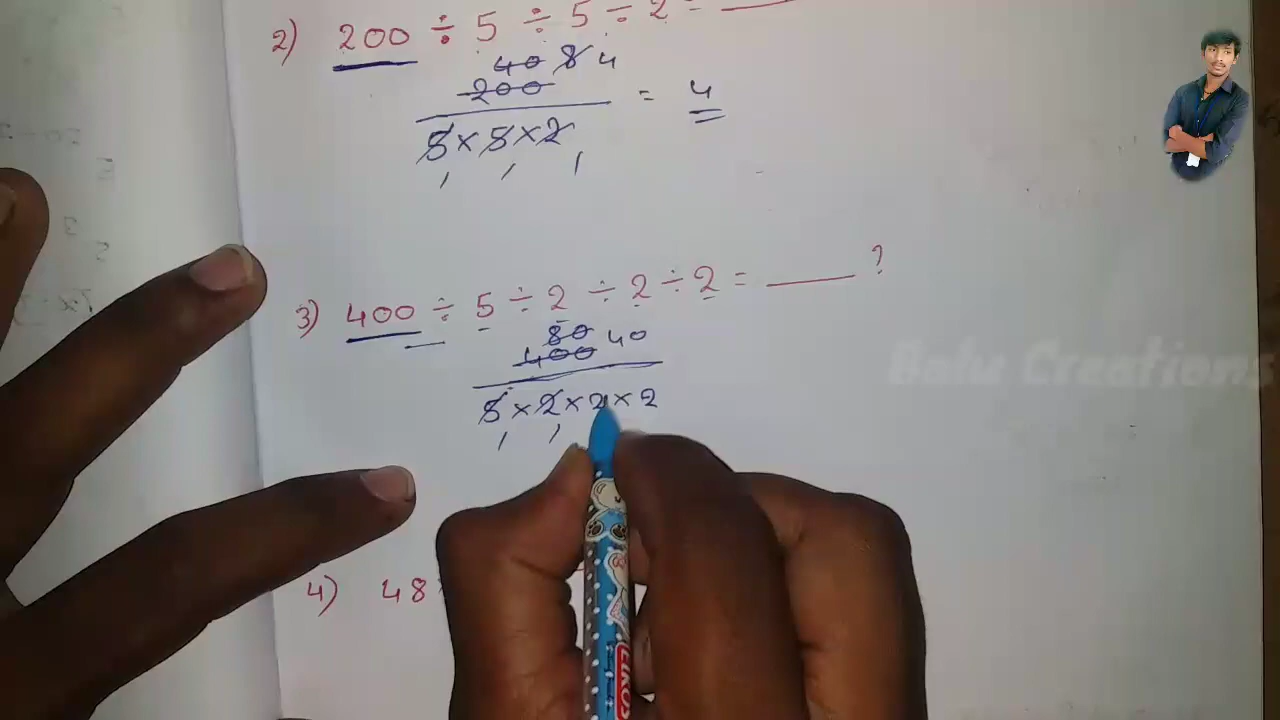 2) 200 ÷ 5 ÷ 5 ÷ 2 = ___
40 8 4
200
= 4
5 × 5 × 2
3) 400 ÷ 5 ÷ 2 ÷ 2 ÷ 2 = ___ ?
80 40
400
5 × 2 × 2 × 2
4) 48
Creations